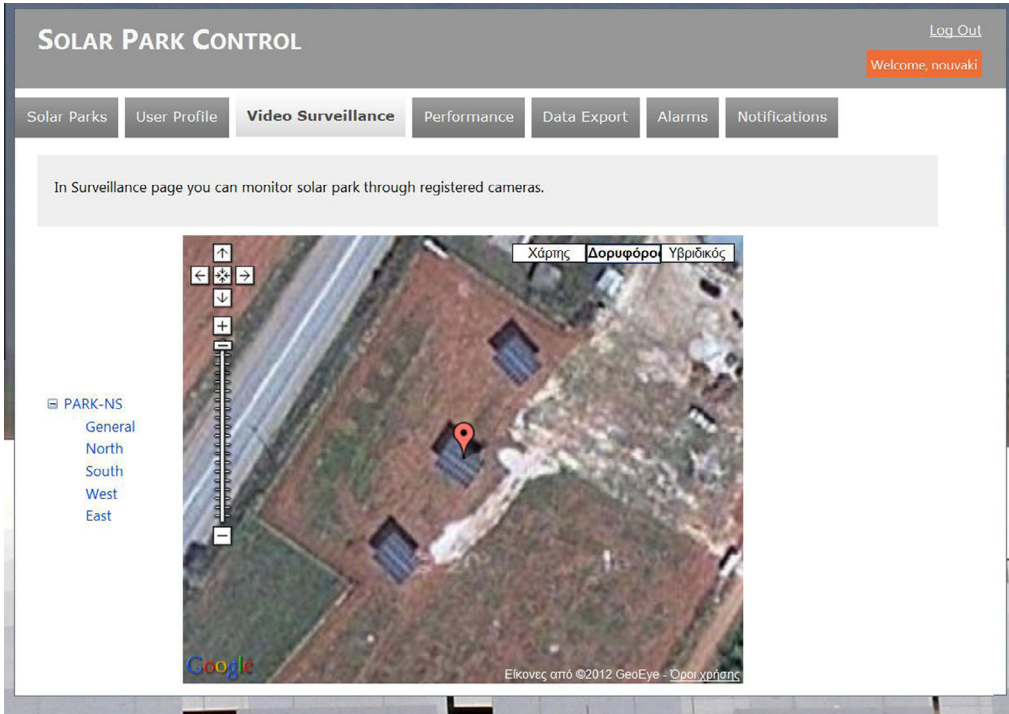 SOLAR PARK CONTROL
Log Out
Welcome, nouvaki
Solar Parks
User Profile
Video Surveillance
Performance
Data Export
Alarms
Notifications
In Surveillance page you can monitor solar park through registered cameras.
Χάρτης
Δορυφόρος
Υβριδικός
PARK-NS
General
North
South
West
East
Google
Εἰκονες από ©2012 GeoEye - Όροι χρήσης